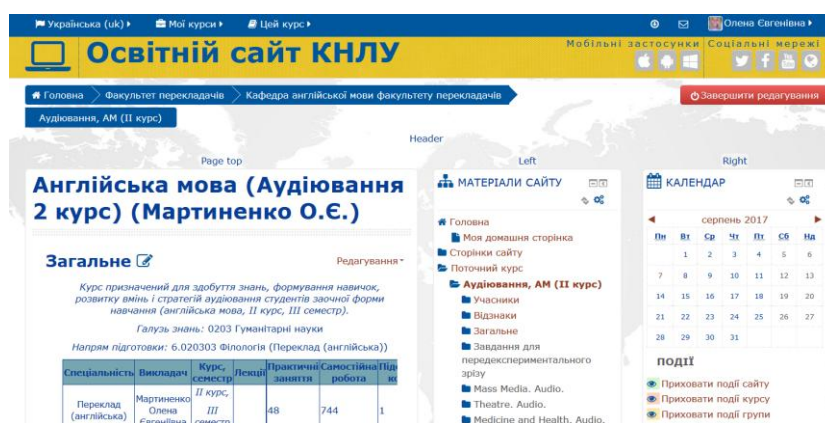 Українська (uk) Мої курси Цей курс Олена Євгенівна
Освітній сайт КНЛУ
Мобільні застосунки Соціальні мережі
Головна Факультет перекладачів Кафедра англійської мови факультету перекладачів
Завершити редагування
Аудіювання, АМ (ІІ курс)
Header
Page top
Left
Right
Англійська мова (Аудіювання
2 курс) (Мартиненко О.Є.)
Загальне
Редагування
Курс призначений для здобуття знань, формування навичок,
розвитку вмінь і стратегій аудіювання студентів заочної форми
навчання (англійська мова, ІІ курс, ІІІ семестр).
Галузь знань: 0203 Гуманітарні науки
Напрям підготовки: 6.020303 Філологія (Переклад (англійська))
Спеціальність Викладач Курс, семестр Лекції Практичні заняття Самостійна робота
Переклад (англійська) Мартиненко Олена Євгеніївна ІІ курс, ІІІ семестр 48 744 1
МАТЕРІАЛИ САЙТУ
Головна
Моя домашня сторінка
Сторінки сайту
Поточний курс
Аудіювання, АМ (ІІ курс)
Учасники
Відзнаки
Загальне
Завдання для
передекспериментального
зрізу
Mass Media. Audio.
Theatre. Audio.
Medicine and Health. Audio.
КАЛЕНДАР
серпень 2017
Пн Вт Ср Чт Пт Сб Нд
1 2 3 4 5 6
7 8 9 10 11 12 13
14 15 16 17 18 19 20
21 22 23 24 25 26 27
28 29 30 31
події
Приховати події сайту
Приховати події курсу
Приховати події групи